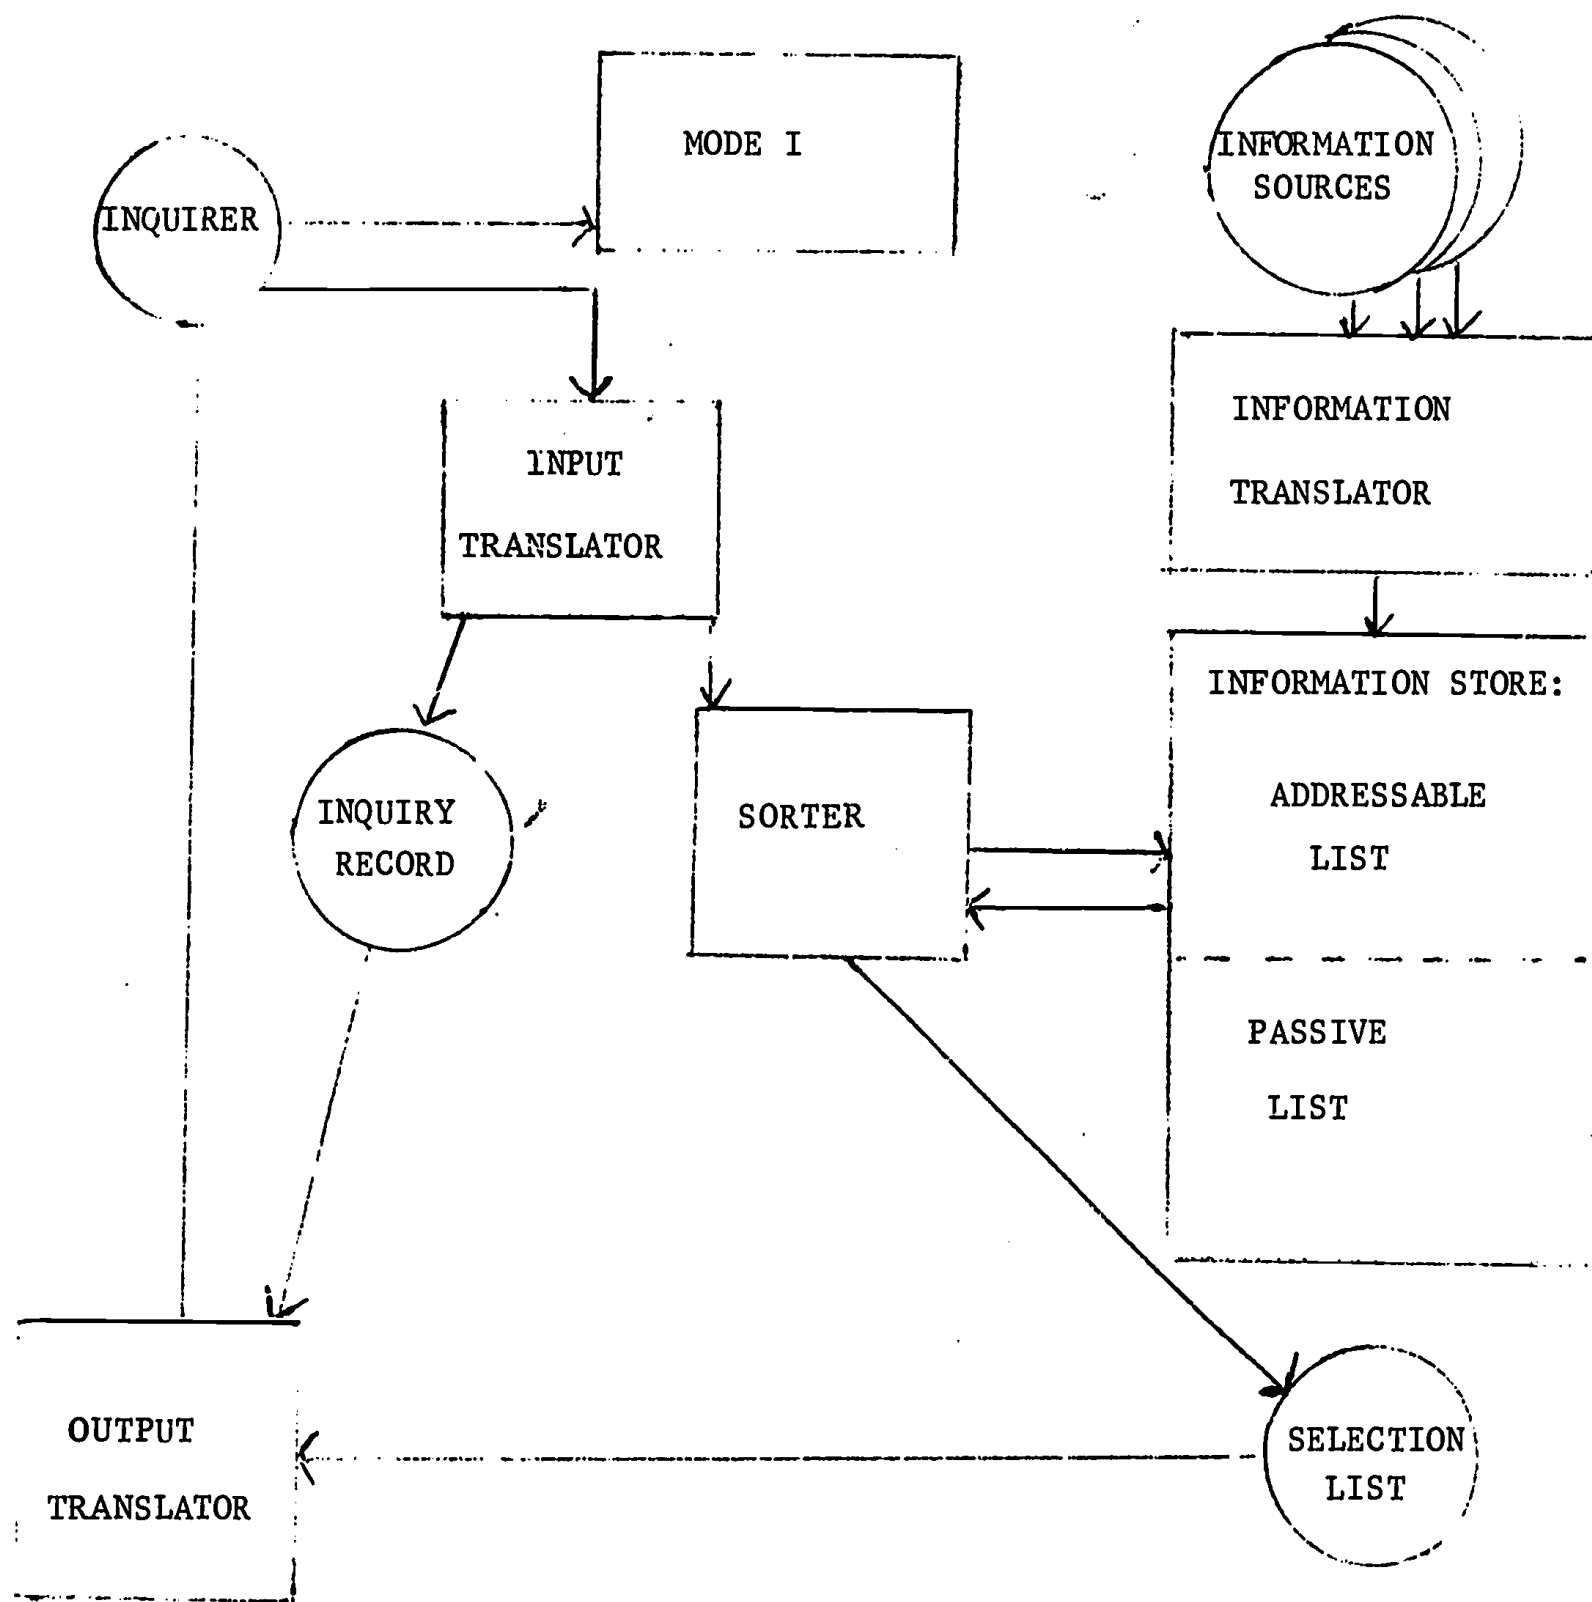 MODE I
INFORMATION
SOURCES
INQUIRER
INFORMATION
TRANSLATOR
INPUT
TRANSLATOR
INFORMATION STORE:
ADDRESSABLE
LIST
INQUIRY
RECORD
SORTER
PASSIVE
LIST
OUTPUT
TRANSLATOR
SELECTION
LIST